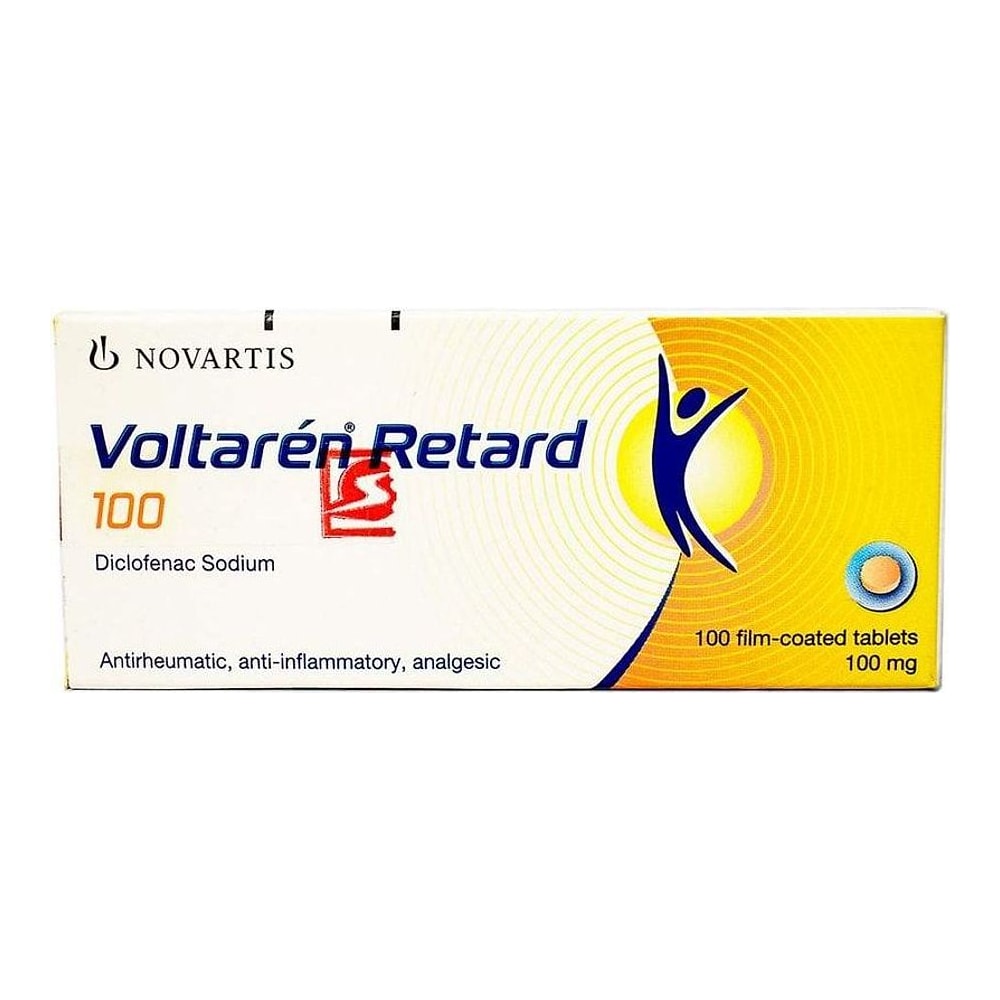 NOVARTIS
Voltarén® Retard
100
Diclofenac Sodium
Antirheumatic, anti-inflammatory, analgesic
100 film-coated tablets
100 mg